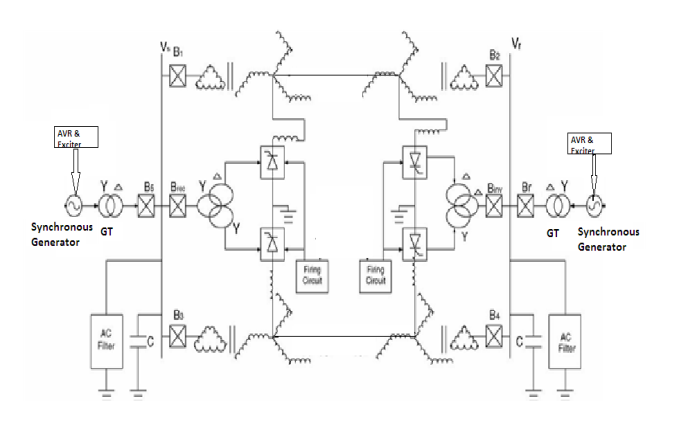 Vs B1
B2 Vr
AVR &
Exciter
AVR &
Exciter
Y Δ
Bs
Brec
Y
Δ
Y
Δ
Δ
Y
Binv
Br
Δ Y
Synchronous
Generator
GT
GT
Synchronous
Generator
Firing
Circuit
Firing
Circuit
B3
B4
AC
Filter
C
C
AC
Filter